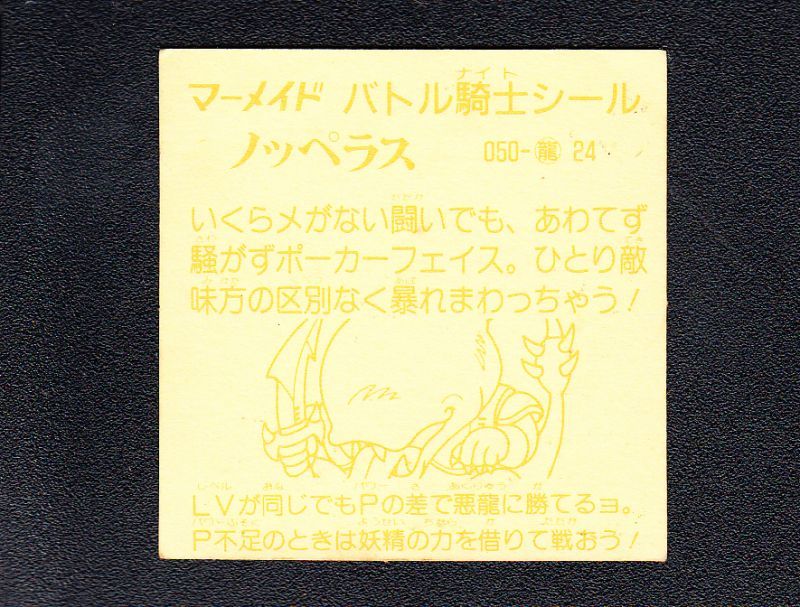 マーメイド バトル騎士シール
ノッペラス 050-龍 24
いくらメがない闘いでも、あわてず
騒がずポーカーフェイス。ひとり敵
味方の区別なく暴れまわっちゃう！
LVが同じでもPの差で悪龍に勝てるヨ。
P不足のときは妖精の力を借りて戦おう！